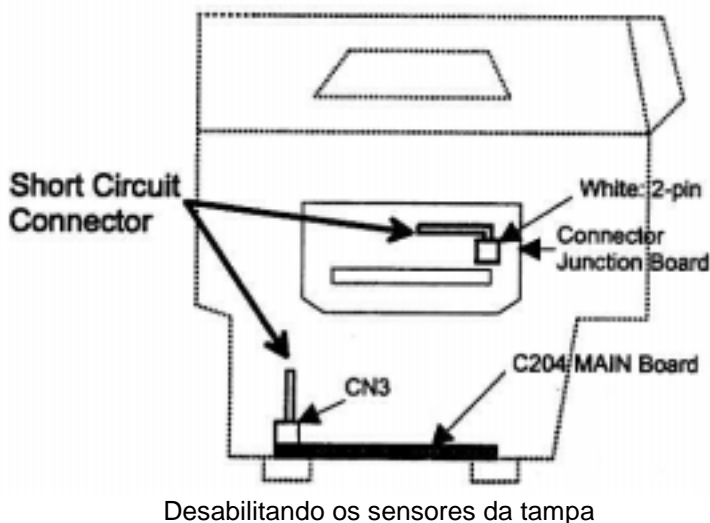 Short Circuit
Connector
White: 2-pin
Connector
Junction Board
C204 MAIN Board
CN3
Desabilitando os sensores da tampa